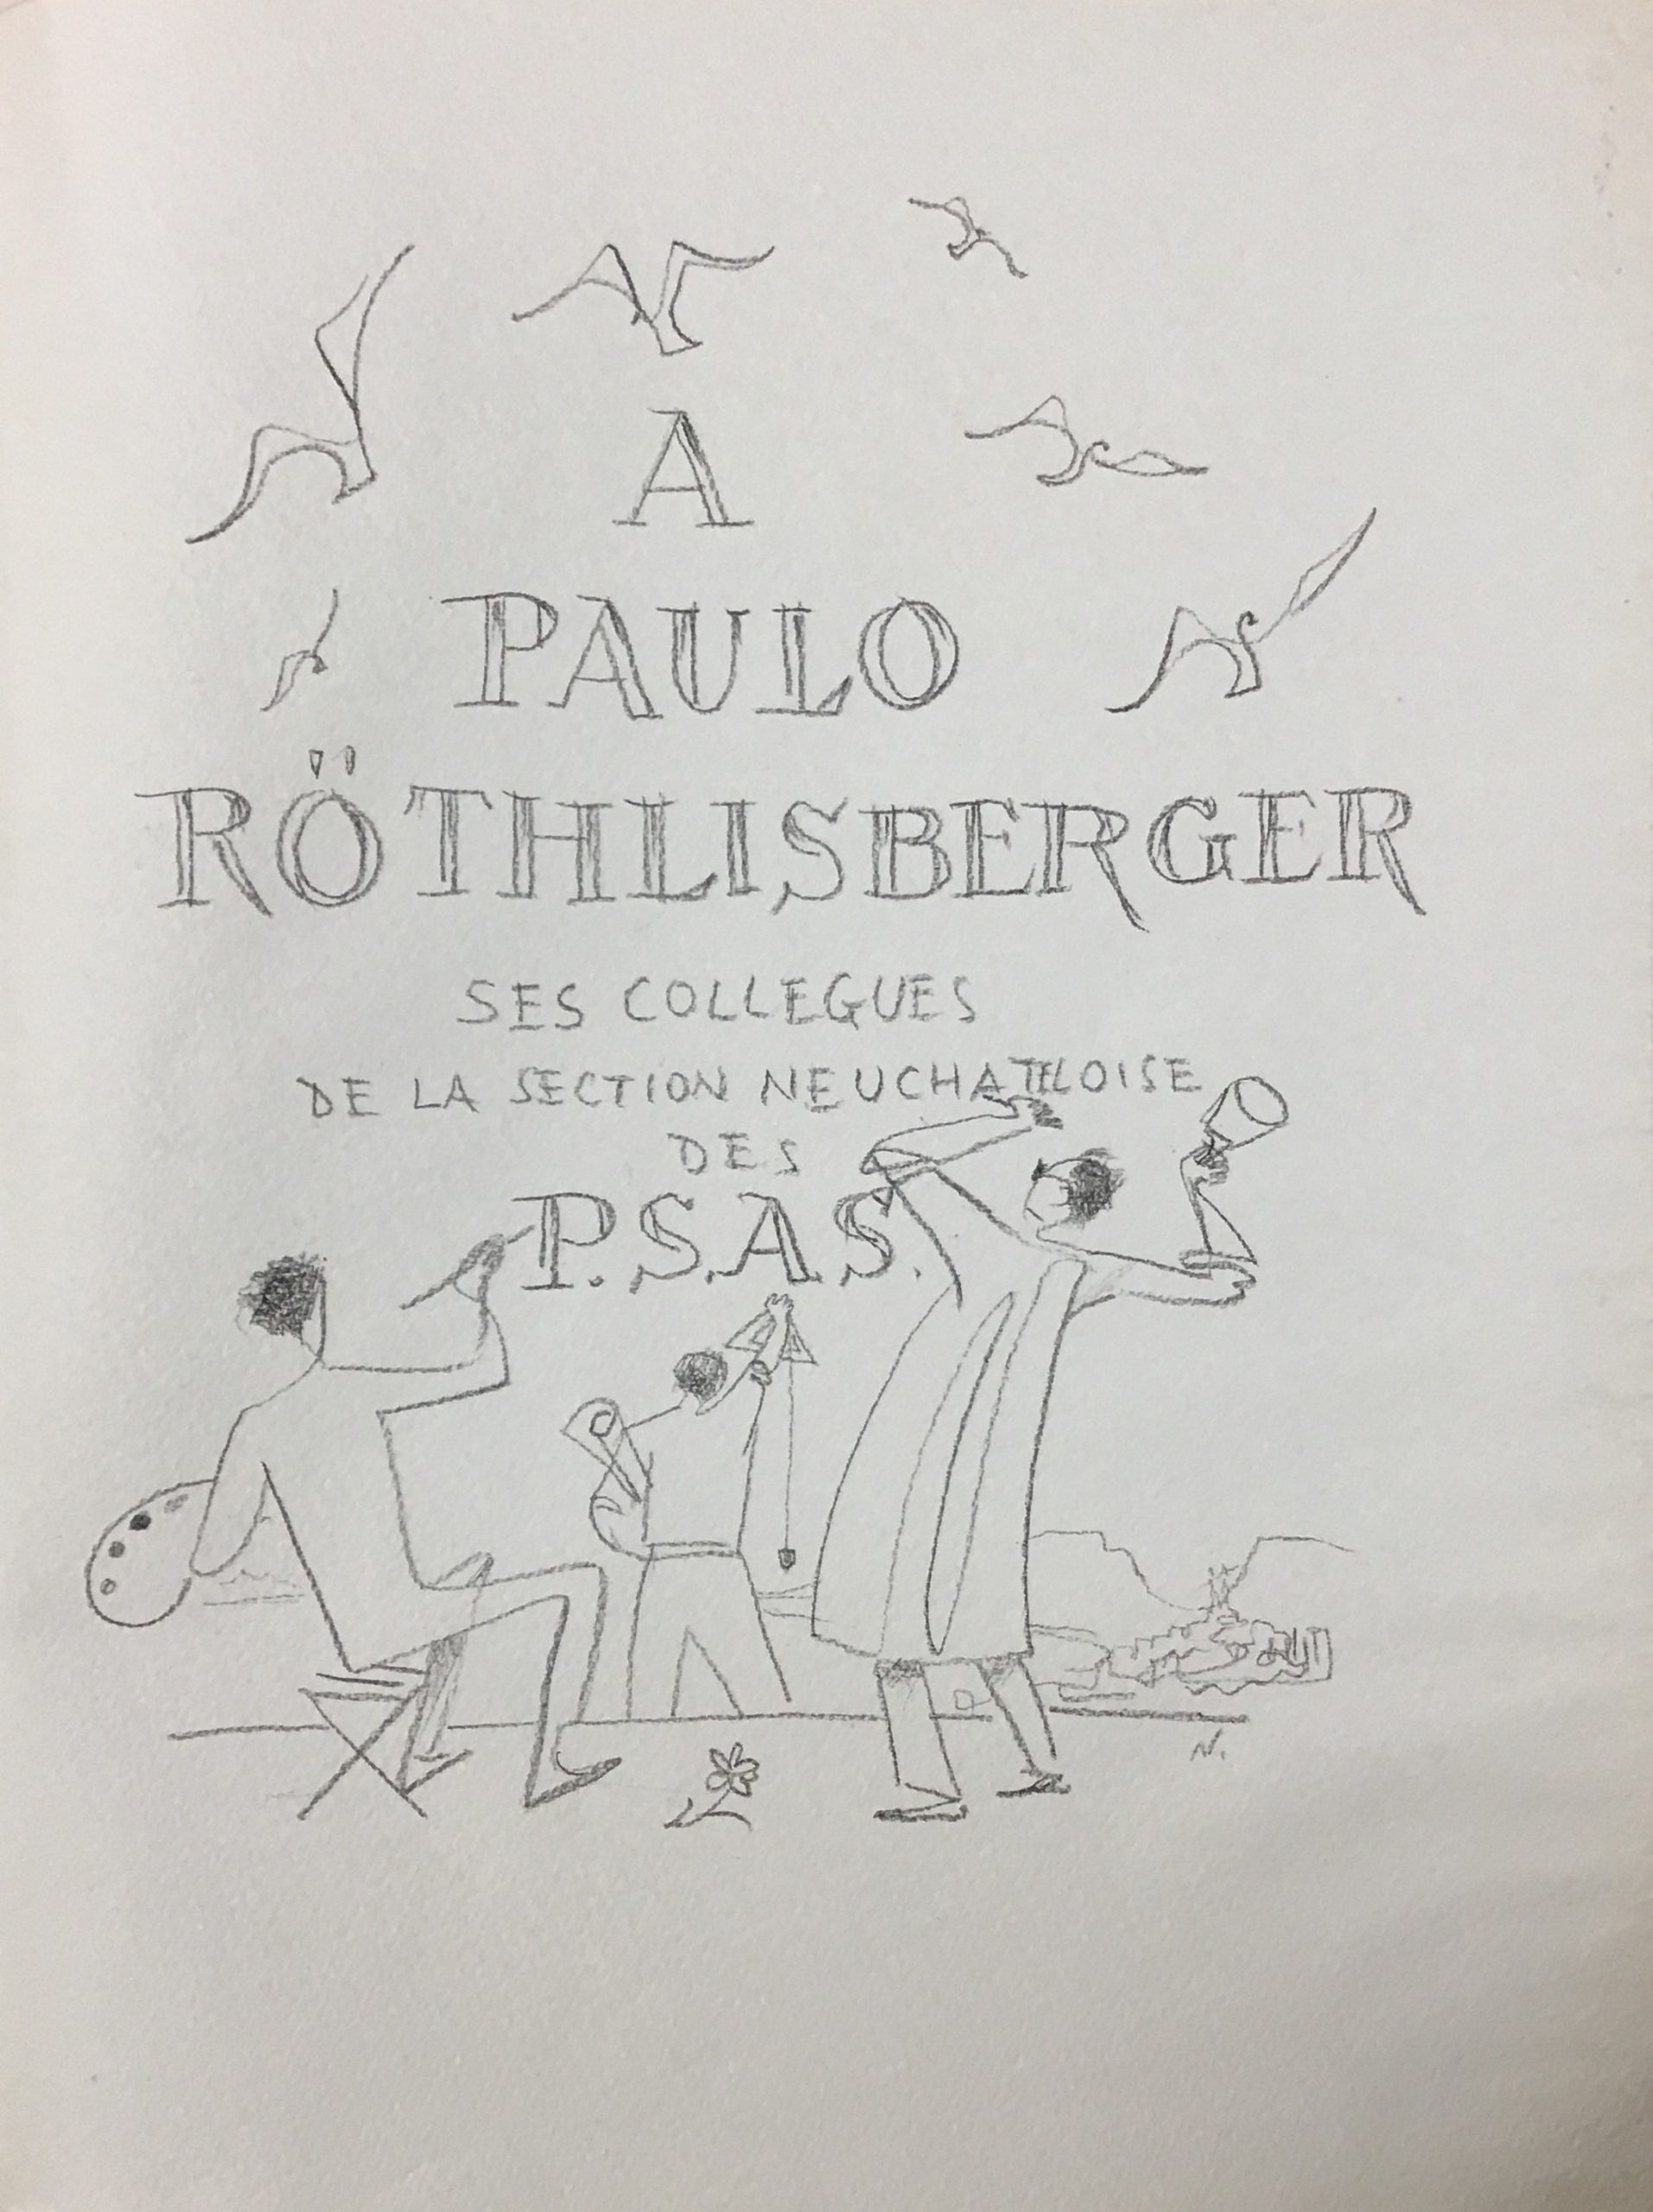 A
PAULO
RÖTHLISBERGER
SES COLLEGUES
DE LA SECTION NEUCHATELOISE
DES
P.S.A.S.
N.